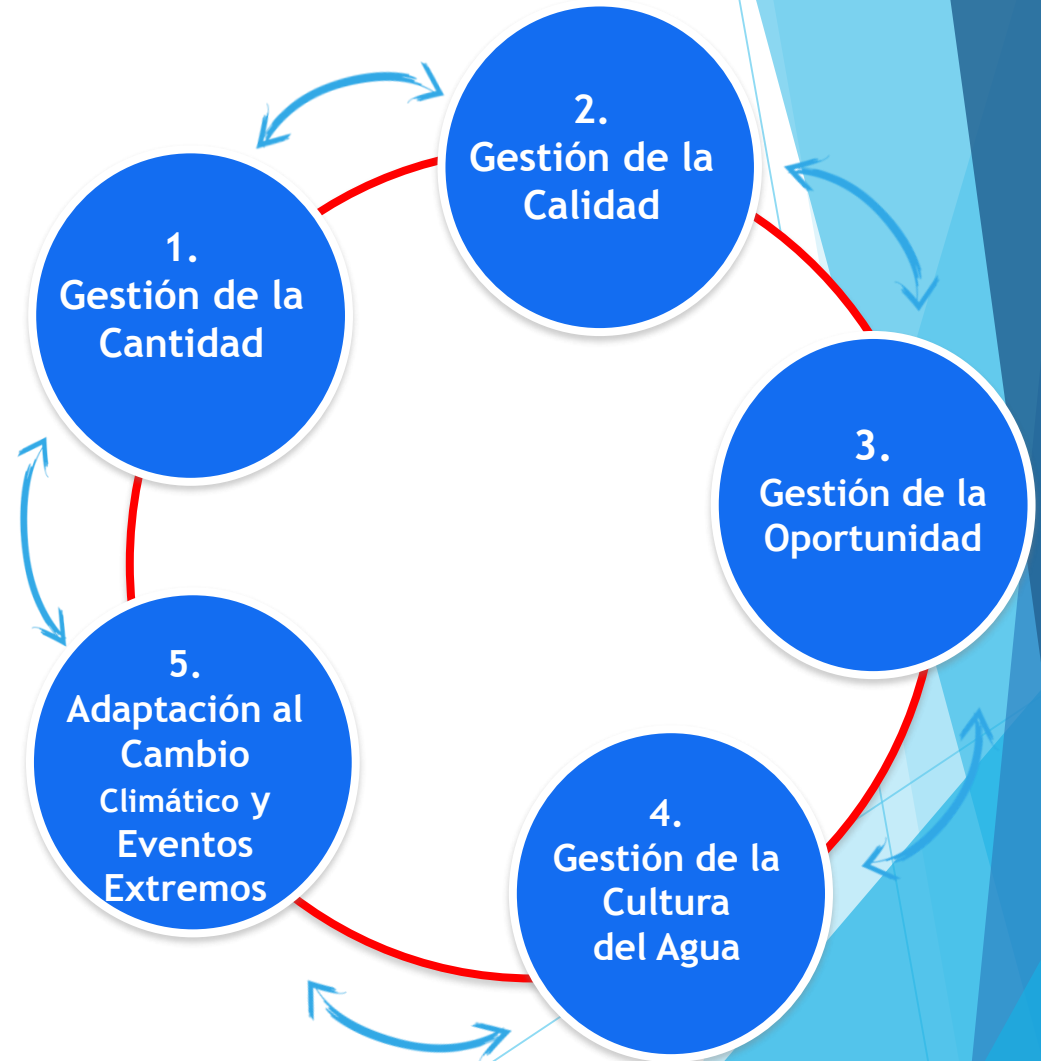 1.
Gestión de la
Cantidad
2.
Gestión de la
Calidad
3.
Gestión de la
Oportunidad
4.
Gestión de la
Cultura
del Agua
5.
Adaptación al
Cambio
Climático y
Eventos
Extremos